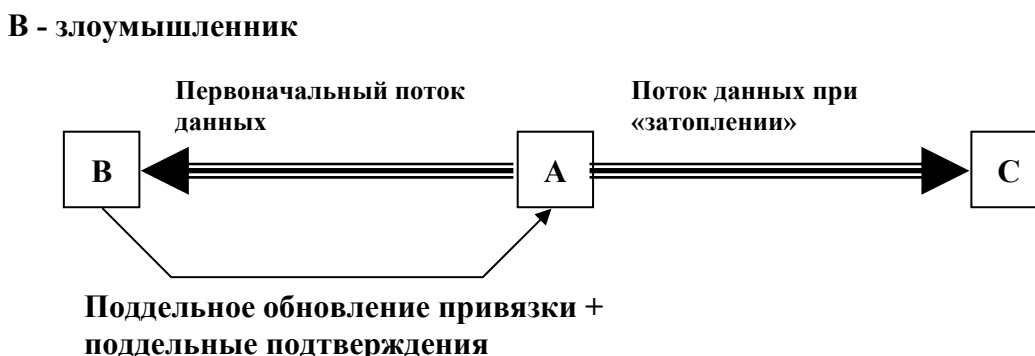 В - злоумышленник
Первоначальный поток
данных
Поток данных при
«затоплении»
В
А
С
Поддельное обновление привязки +
поддельные подтверждения